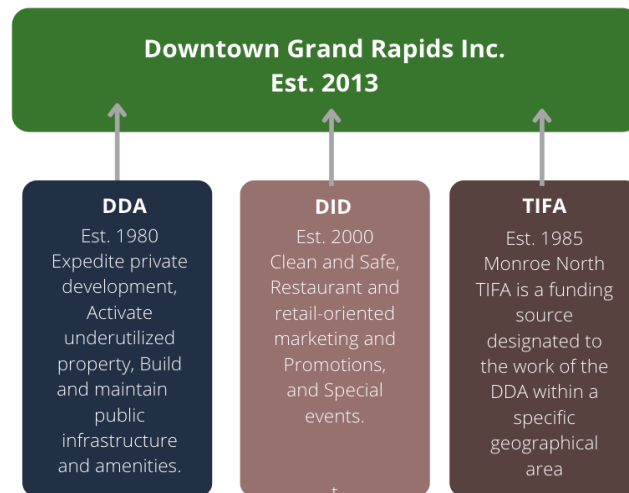 Downtown Grand Rapids Inc.
Est. 2013
DDA
Est. 1980
Expedite private
development,
Activate
underutilized
property, Build
and maintain
public
infrastructure
and amenities.
DID
Est. 2000
Clean and Safe,
Restaurant and
retail-oriented
marketing and
Promotions,
and Special
events.
t
TIFA
Est. 1985
Monroe North
TIFA is a funding
source
designated to
the work of the
DDA within a
specific
geographical
area